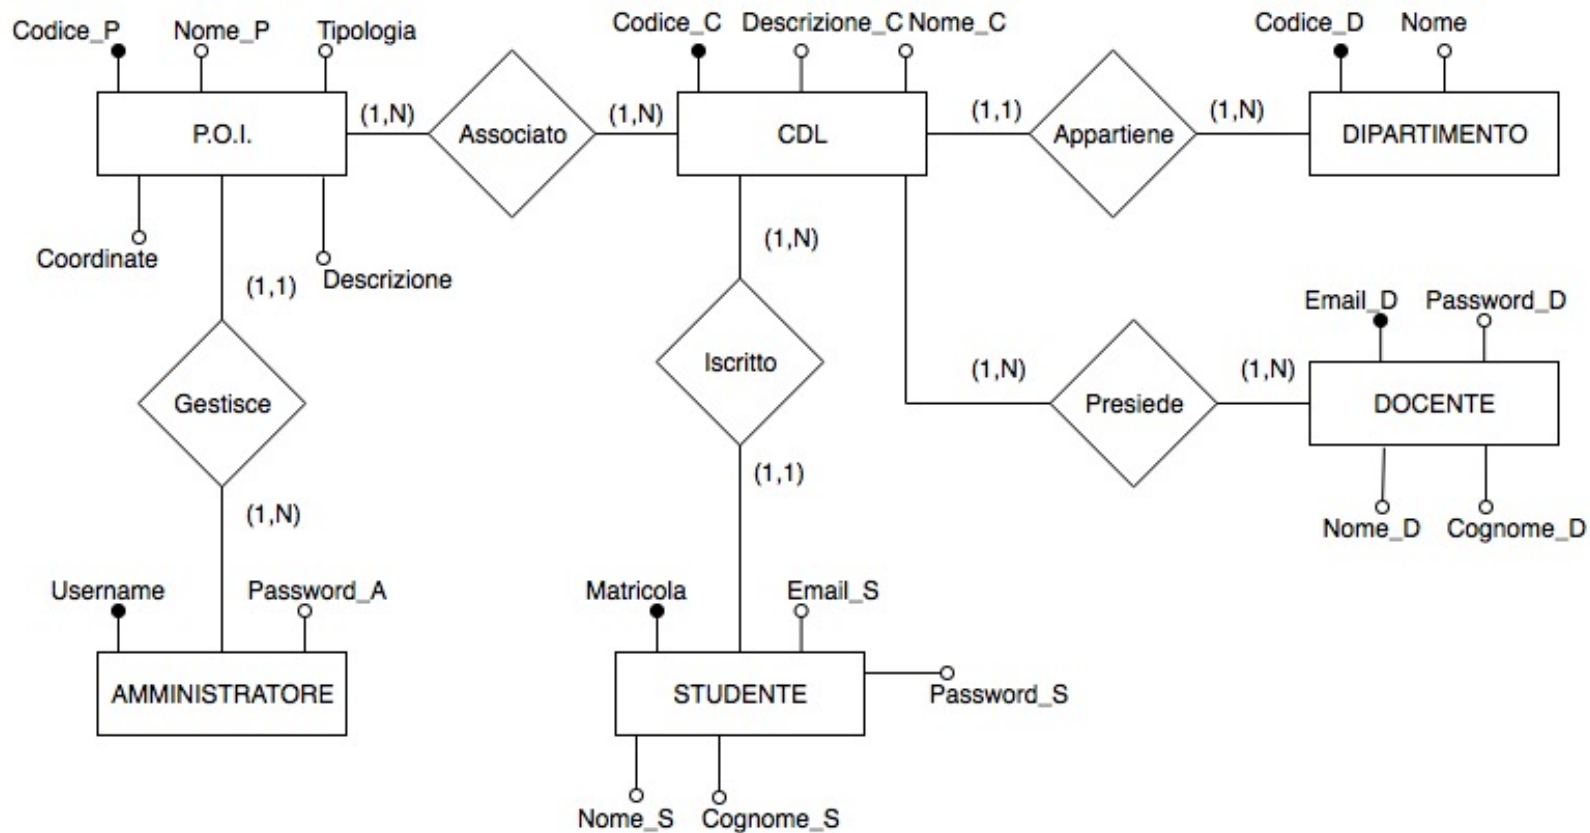 Codice_P Nome_P Tipologia Codice_C Descrizione_C Nome_C Codice_D Nome
(1,N) (1,N) (1,1) (1,N)
P.O.I. Associato CDL Appartiene DIPARTIMENTO
(1,N)
Coordinate
(1,1) Descrizione
Email_D Password_D
Iscritto
(1,N) (1,N)
Gestisce Presiede DOCENTE
(1,1)
(1,N) Nome_D Cognome_D
Username Password_A Matricola Email_S
AMMINISTRATORE STUDENTE Password_S
Nome_S Cognome_S